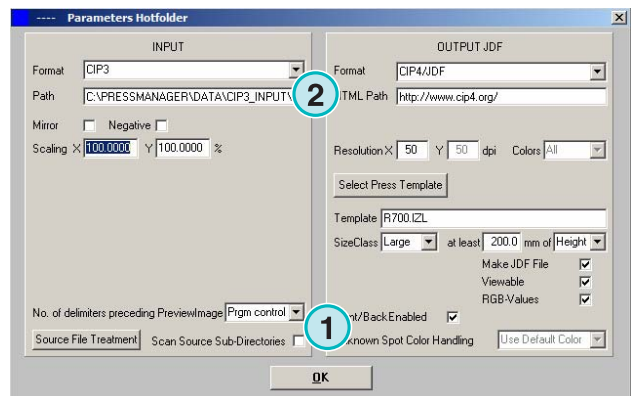 ---- Parameters Hotfolder
INPUT
Format CIP3
Path C:\PRESSMANAGER\DATA\CIP3_INPUT\
Mirror Negative
Scaling X 100.0000 Y 100.0000 %
No. of delimiters preceding PreviewImage Prgm control
Source File Treatment Scan Source Sub-Directories
OUTPUT JDF
Format CIP4/JDF
2
HTML Path http://www.cip4.org/
Resolution X 50 Y 50 dpi Colors All
Select Press Template
Template R700.IZL
SizeClass Large at least 200.0 mm of Height
Make JDF File
Viewable
RGB-Values
1
nt/Back Enabled
known Spot Color Handling Use Default Color
OK